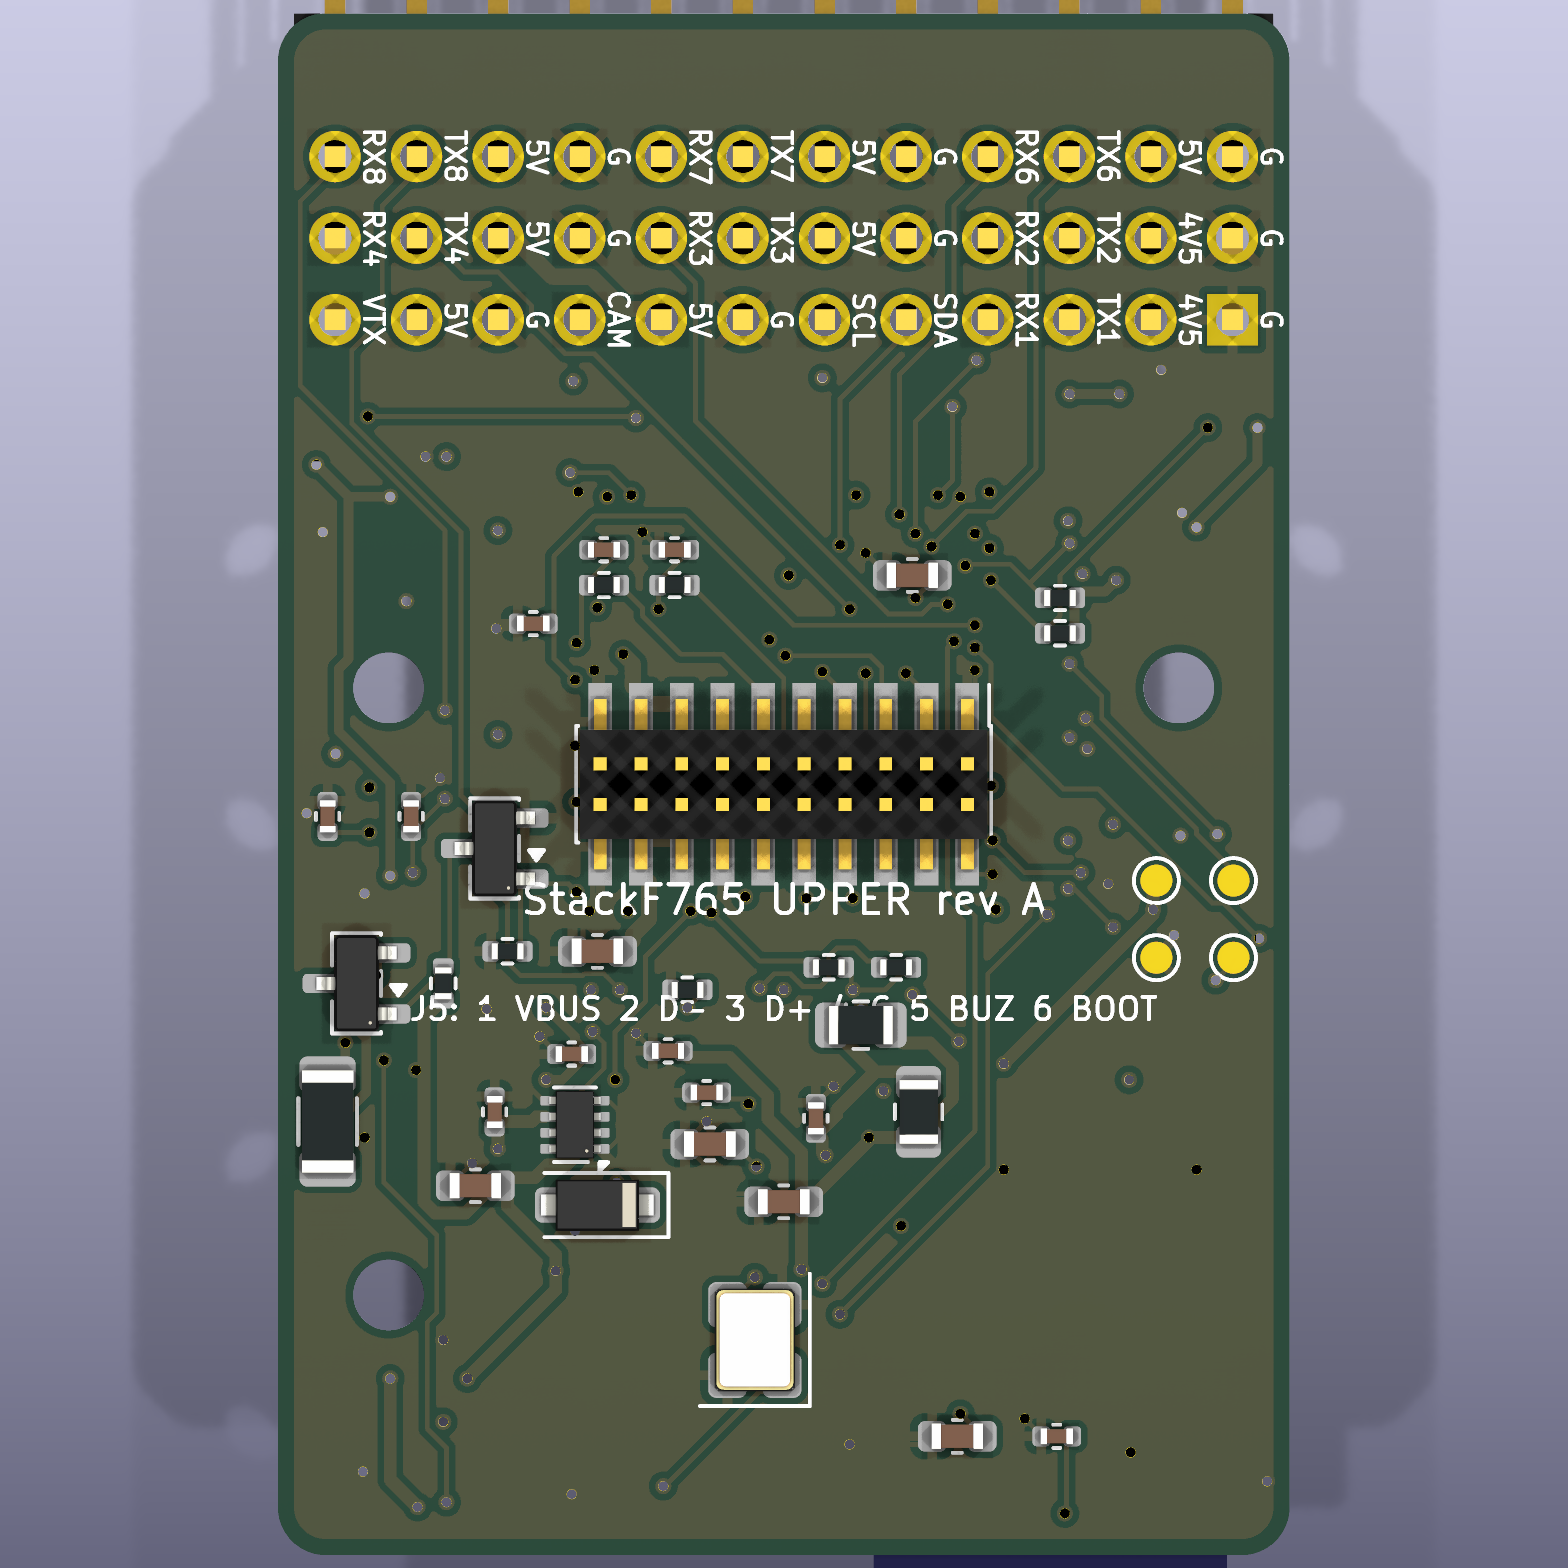 RX8 TX8 5V G RX7 TX7 5V G RX6 TX6 5V G
RX4 TX4 5V G RX3 TX3 5V G RX2 TX2 4V5 G
VTX 5V G CAM 5V G SCL SDA RX1 TX1 4V5 G
StackF765 UPPER rev A
J5: 1 VBUS 2 D- 3 D+ 5 BUZ 6 BOOT